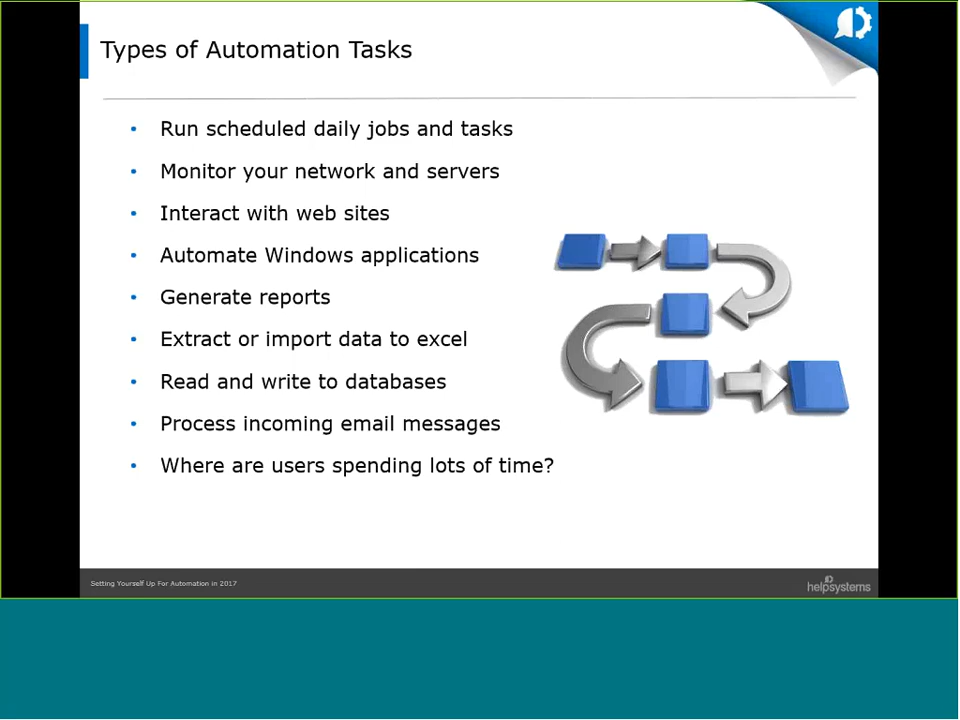 Types of Automation Tasks
• Run scheduled daily jobs and tasks
• Monitor your network and servers
• Interact with web sites
• Automate Windows applications
• Generate reports
• Extract or import data to excel
• Read and write to databases
• Process incoming email messages
• Where are users spending lots of time?
Setting Yourself Up For Automation in 2017
helpsystems